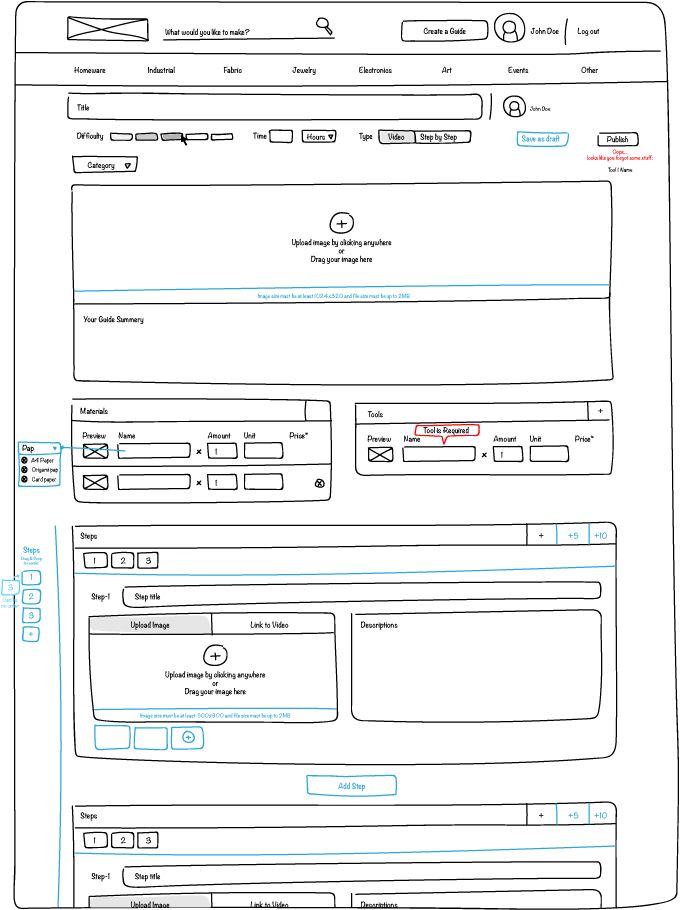 What would you like to make?
Create a Guide
John Doe
Log out
Homeware
Industrial
Fabric
Jewelry
Electronics
Art
Events
Other
Title
John Doe
Difficulty
Time
Hours
Type
Video
Step by Step
Save as draft
Publish
Oops...
looks like you forgot some stuff:
Tool 1 Name
Category
Upload image by clicking anywhere
or
Drag your image here
Image size must be at least 1024x520 and file size must be up to 2MB
Your Guide Summery
Materials
Preview
Name
Amount
Unit
Price*
x
1
x
1
Pap
A4 Paper
Origami pap
Card paper
Tools
+
Tool is Required
Preview
Name
Amount
Unit
Price*
x
1
Steps
+
+5
+10
1
2
3
Steps
Drag & Drop
1
2
3
+
3
Step-1
Step title
Upload Image
Link to Video
Upload image by clicking anywhere
or
Drag your image here
Image size must be at least 500x300 and file size must be up to 2MB
Descriptions
Add Step
Steps
+
+5
+10
1
2
3
Step-1
Step title
Upload Image
Link to Video
Descriptions